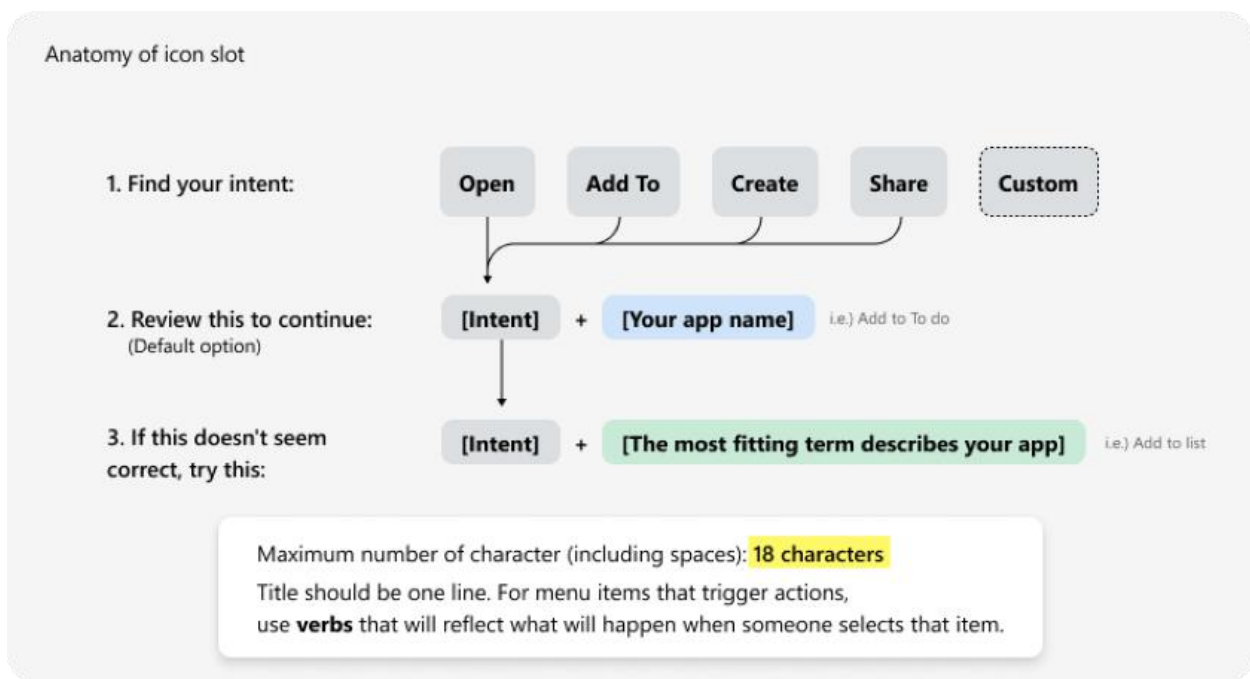 Anatomy of icon slot
1. Find your intent:
Open
Add To
Create
Share
Custom
2. Review this to continue:
(Default option)
[Intent] + [Your app name] i.e.) Add to To do
3. If this doesn't seem
correct, try this:
[Intent] + [The most fitting term describes your app] i.e.) Add to list
Maximum number of character (including spaces): 18 characters
Title should be one line. For menu items that trigger actions,
use verbs that will reflect what will happen when someone selects that item.